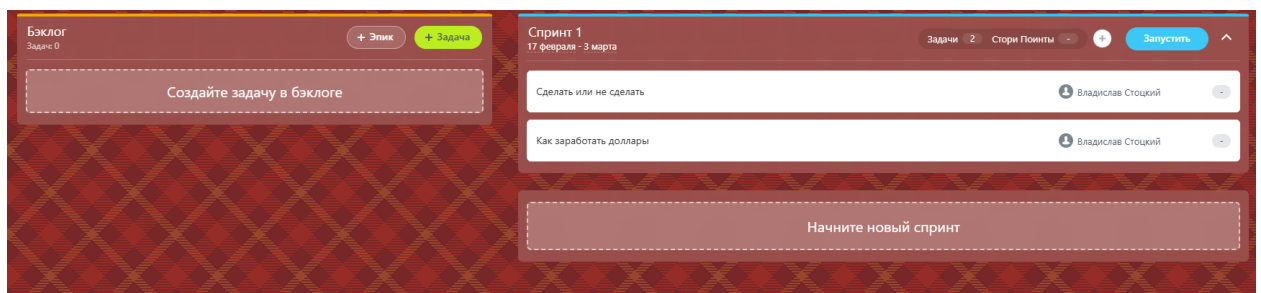 Бэклог
Задач: 0
+ Эпик
+ Задача
Создайте задачу в бэклоге
Спринт 1
17 февраля - 3 марта
Задачи 2 Стори Поинты -
+
Запустить
Сделать или не сделать
Владислав Стоцкий
-
Как заработать доллары
Владислав Стоцкий
-
Начните новый спринт